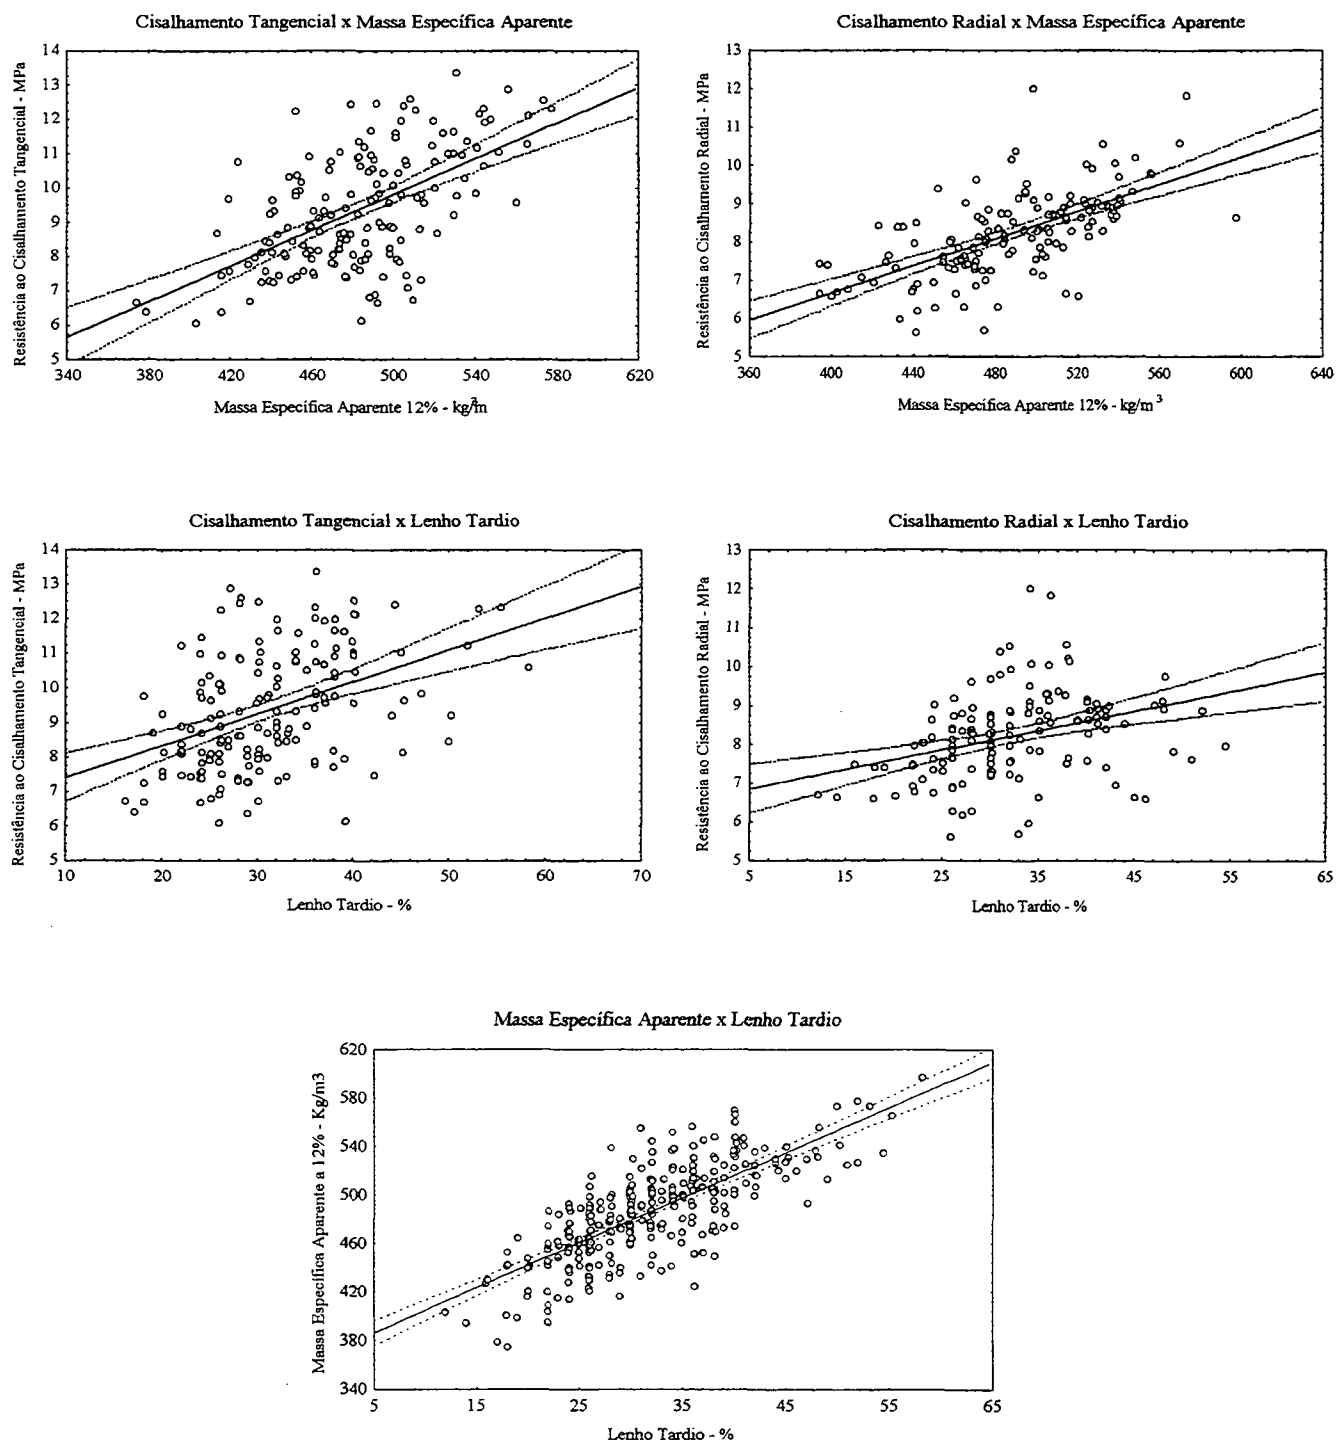 Cisalhamento Tangencial x Massa Específica Aparente
Resistência ao Cisalhamento Tangencial - MPa
14
13
12
11
10
9
8
7
6
5
340 380 420 460 500 540 580 620
Massa Específica Aparente 12% - kg/m³
Cisalhamento Radial x Massa Específica Aparente
Resistência ao Cisalhamento Radial - MPa
13
12
11
10
9
8
7
6
5
360 400 440 480 520 560 600 640
Massa Específica Aparente 12% - kg/m³
Cisalhamento Tangencial x Lenho Tardio
Resistência ao Cisalhamento Tangencial - MPa
14
13
12
11
10
9
8
7
6
5
10 20 30 40 50 60 70
Lenho Tardio - %
Cisalhamento Radial x Lenho Tardio
Resistência ao Cisalhamento Radial - MPa
13
12
11
10
9
8
7
6
5
5 15 25 35 45 55 65
Lenho Tardio - %
Massa Específica Aparente x Lenho Tardio
Massa Específica Aparente a 12% - Kg/m3
620
580
540
500
460
420
380
340
5 15 25 35 45 55 65
Lenho Tardio - %